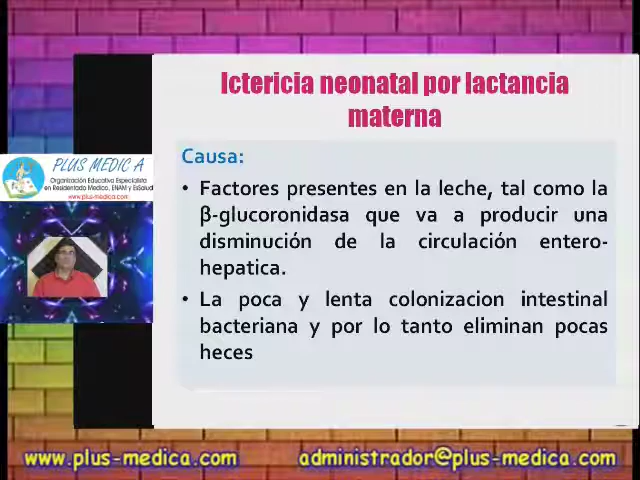 Ictericia neonatal por lactancia
materna
Causa:
• Factores presentes en la leche, tal como la
β-glucoronidasa que va a producir una
disminución de la circulación entero-
hepatica.
• La poca y lenta colonizacion intestinal
bacteriana y por lo tanto eliminan pocas
heces
PLUS MEDIC A
Organización Educativa Especialista
en Residentado Medico, ENAM y EsSalud
www.plus-medica.com
www.plus-medica.com
administrador@plus-medica.com